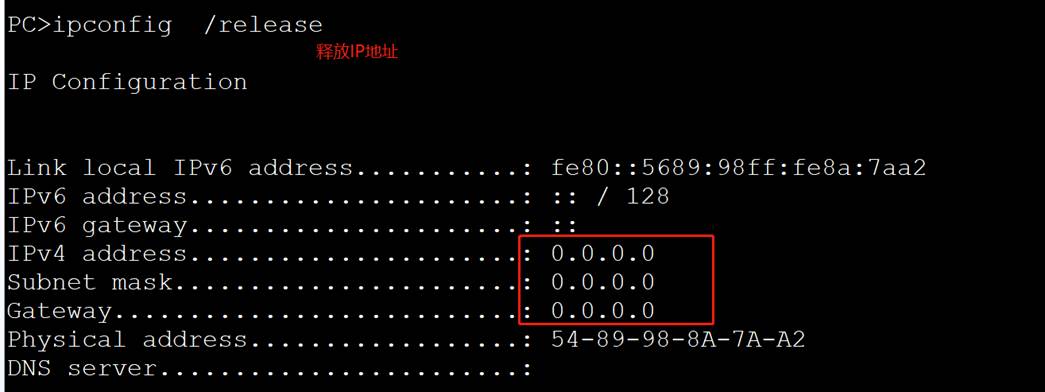 PC>ipconfig  /release
释放IP地址
IP Configuration
Link local IPv6 address...........: fe80::5689:98ff:fe8a:7aa2
IPv6 address......................: :: / 128
IPv6 gateway......................: ::
IPv4 address......................: 0.0.0.0
Subnet mask.......................: 0.0.0.0
Gateway...........................: 0.0.0.0
Physical address..................: 54-89-98-8A-7A-A2
DNS server........................: